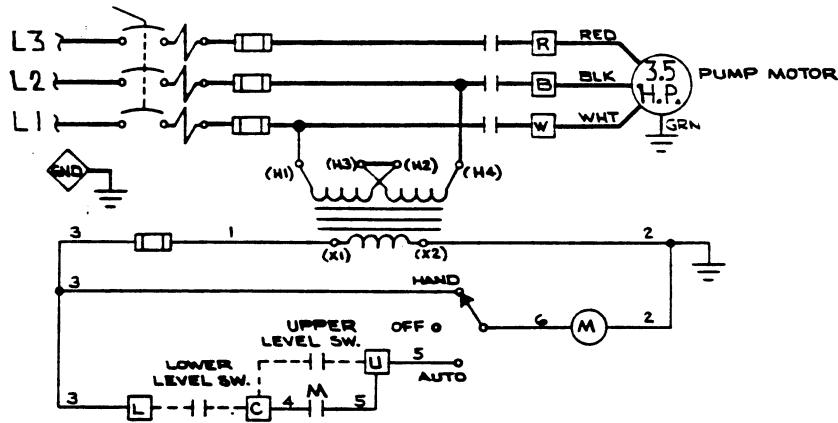 L3
R
RED
L2
B
BLK
3.5
H.P.
PUMP MOTOR
L1
W
WHT
GRN
GND
(H1)
(H3)
(H2)
(H4)
3
1
(X1)
(X2)
2
3
HAND
OFF
6
M
2
UPPER
LEVEL SW.
U
5
AUTO
LOWER
LEVEL SW.
M
3
L
C
4
5